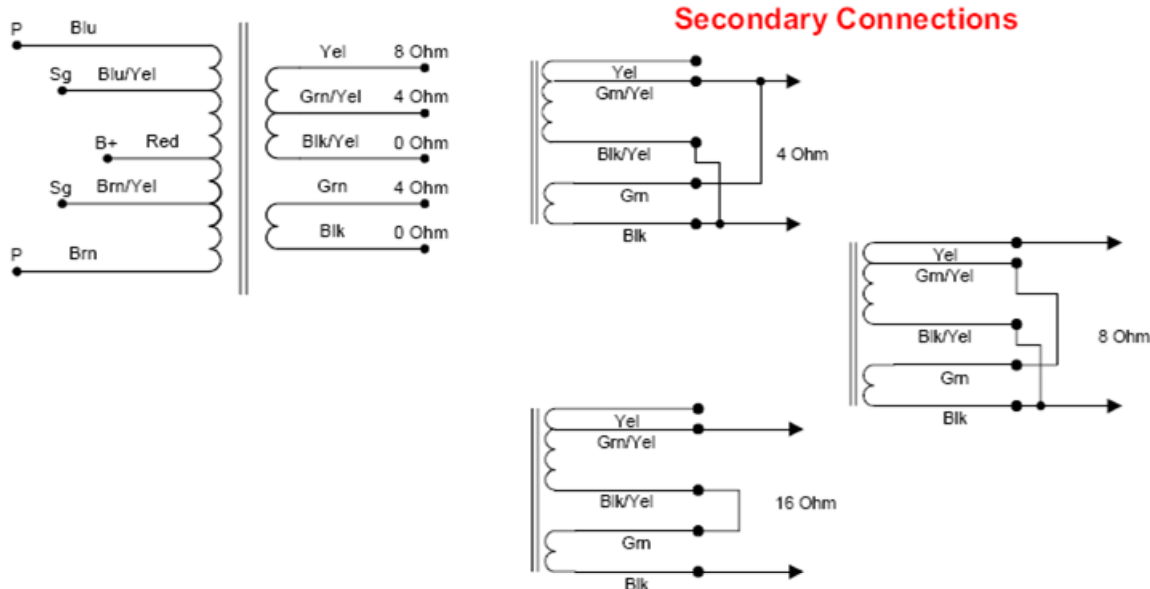 Secondary Connections
P Blu
Sg Blu/Yel
B+ Red
Sg Brn/Yel
P Brn
Yel 8 Ohm
Grn/Yel 4 Ohm
Blk/Yel 0 Ohm
Grn 4 Ohm
Blk 0 Ohm
Yel
Grn/Yel
Blk/Yel
4 Ohm
Grn
Blk
Yel
Grn/Yel
Blk/Yel
8 Ohm
Grn
Blk
Yel
Grn/Yel
Blk/Yel
16 Ohm
Grn
Blk